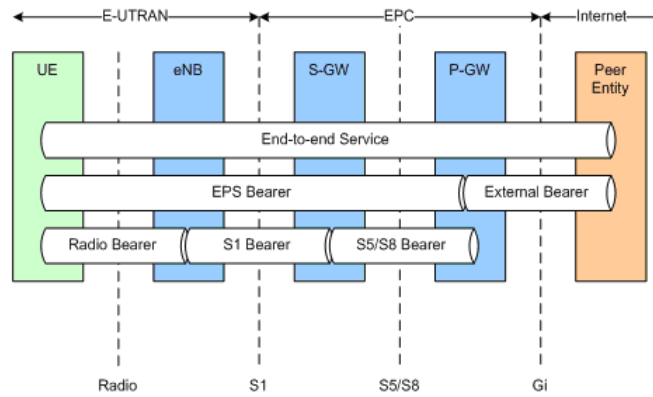 E-UTRAN
EPC
Internet
UE
eNB
S-GW
P-GW
Peer
Entity
End-to-end Service
EPS Bearer
External Bearer
Radio Bearer
S1 Bearer
S5/S8 Bearer
Radio
S1
S5/S8
Gi